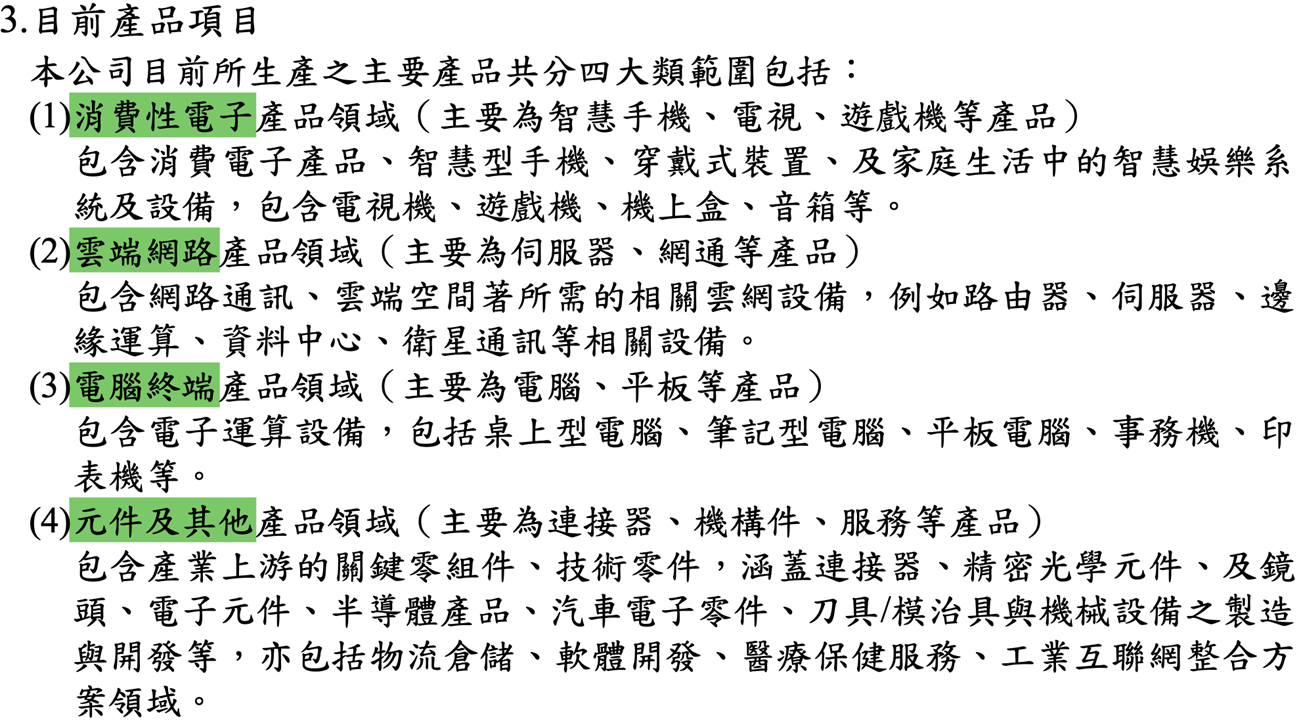 3.目前產品項目
本公司目前所生產之主要產品共分四大類範圍包括：
(1)消費性電子產品領域（主要為智慧手機、電視、遊戲機等產品）
包含消費電子產品、智慧型手機、穿戴式裝置、及家庭生活中的智慧娛樂系
統及設備，包含電視機、遊戲機、機上盒、音箱等。
(2)雲端網路產品領域（主要為伺服器、網通等產品）
包含網路通訊、雲端空間著所需的相關雲網設備，例如路由器、伺服器、邊
緣運算、資料中心、衛星通訊等相關設備。
(3)電腦終端產品領域（主要為電腦、平板等產品）
包含電子運算設備，包括桌上型電腦、筆記型電腦、平板電腦、事務機、印
表機等。
(4)元件及其他產品領域（主要為連接器、機構件、服務等產品）
包含產業上游的關鍵零組件、技術零件，涵蓋連接器、精密光學元件、及鏡
頭、電子元件、半導體產品、汽車電子零件、刀具/模治具與機械設備之製造
與開發等，亦包括物流倉儲、軟體開發、醫療保健服務、工業互聯網整合方
案領域。